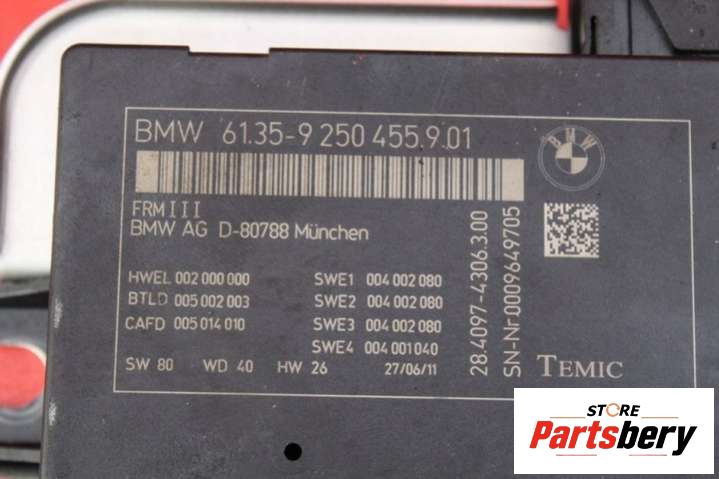 BMW 61.35-9 250 455.9.01
BMW
FRM III
BMW AG D-80788 München
HWEL 002 000 000
BTLD 005 002 003
CAFD 005 014 010
SWE1 004 002 080
SWE2 004 002 080
SWE3 004 002 080
SWE4 004 001 040
SW 80 WD 40 HW 26 27/06/11
28.4097-4306.3.00
SN-Nr0009649705
TEMIC
STORE
Partsbery